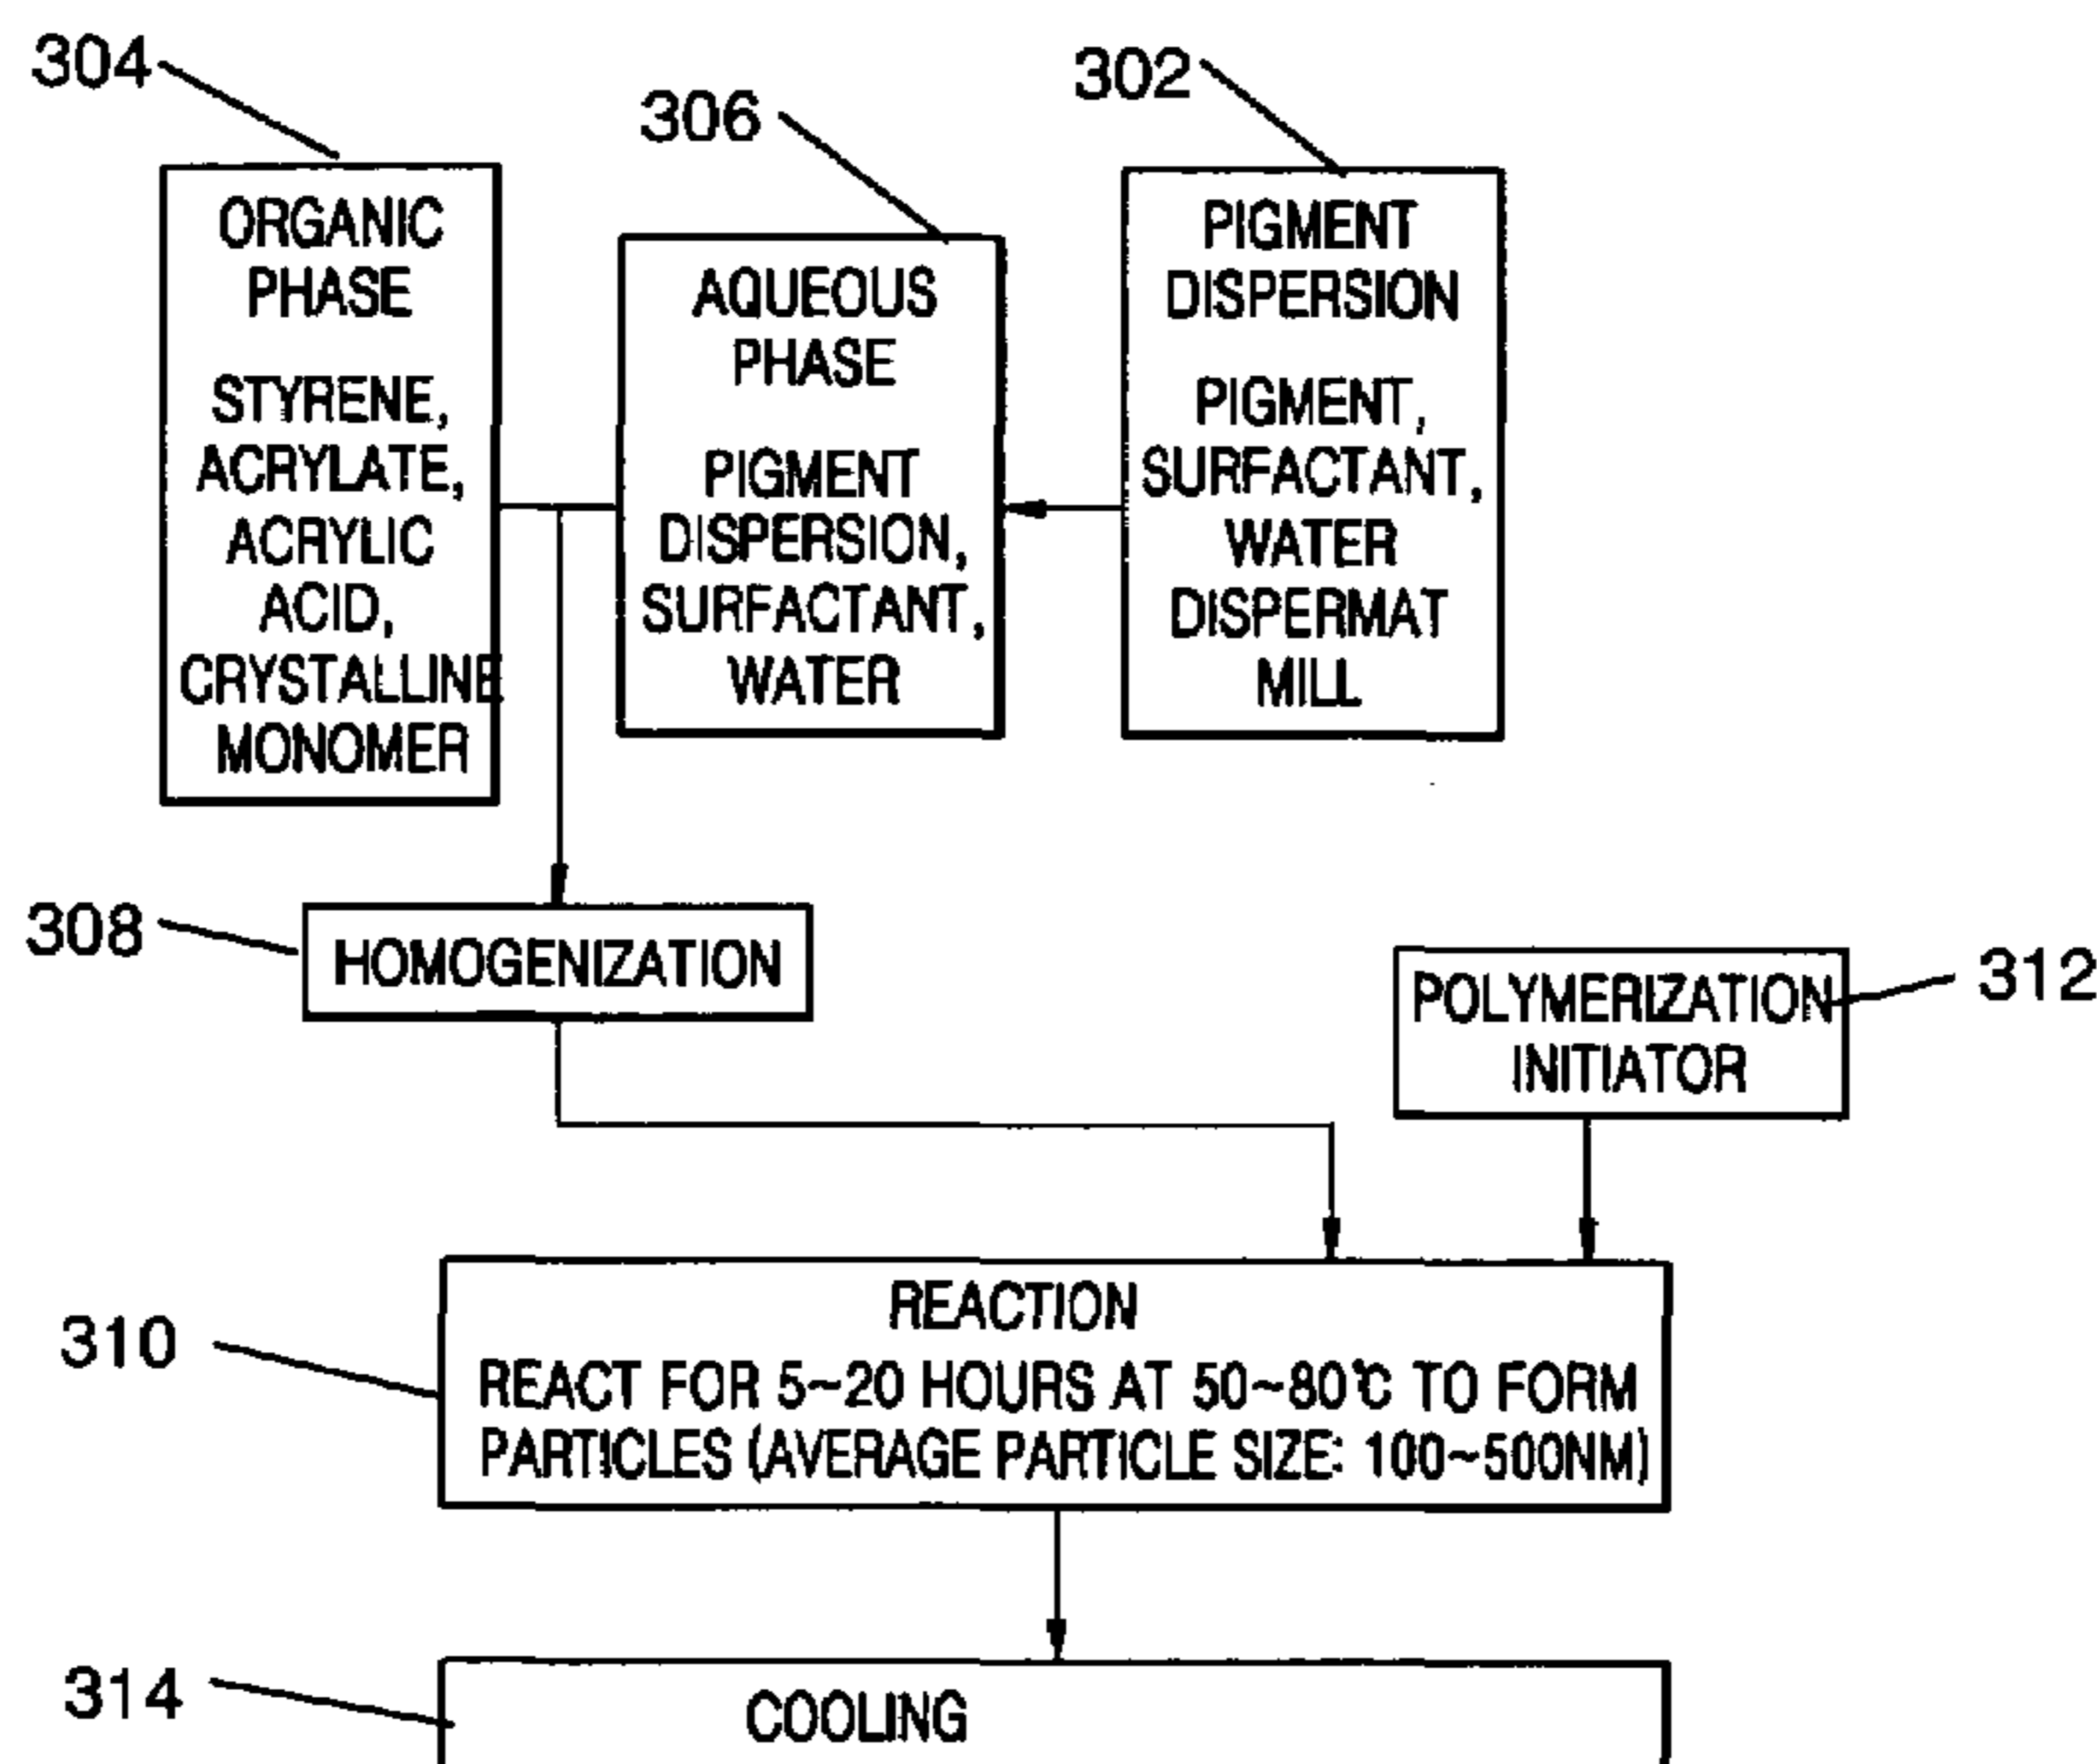 304
ORGANIC
PHASE
STYRENE,
ACRYLATE,
ACRYLIC
ACID,
CRYSTALLINE
MONOMER
306
AQUEOUS
PHASE
PIGMENT
DISPERSION,
SURFACTANT,
WATER
302
PIGMENT
DISPERSION
PIGMENT,
SURFACTANT,
WATER
DISPERMAT
MILL
308
HOMOGENIZATION
POLYMERIZATION
INITIATOR
312
310
REACTION
REACT FOR 5~20 HOURS AT 50~80℃ TO FORM
PARTICLES (AVERAGE PARTICLE SIZE: 100~500NM)
314
COOLING